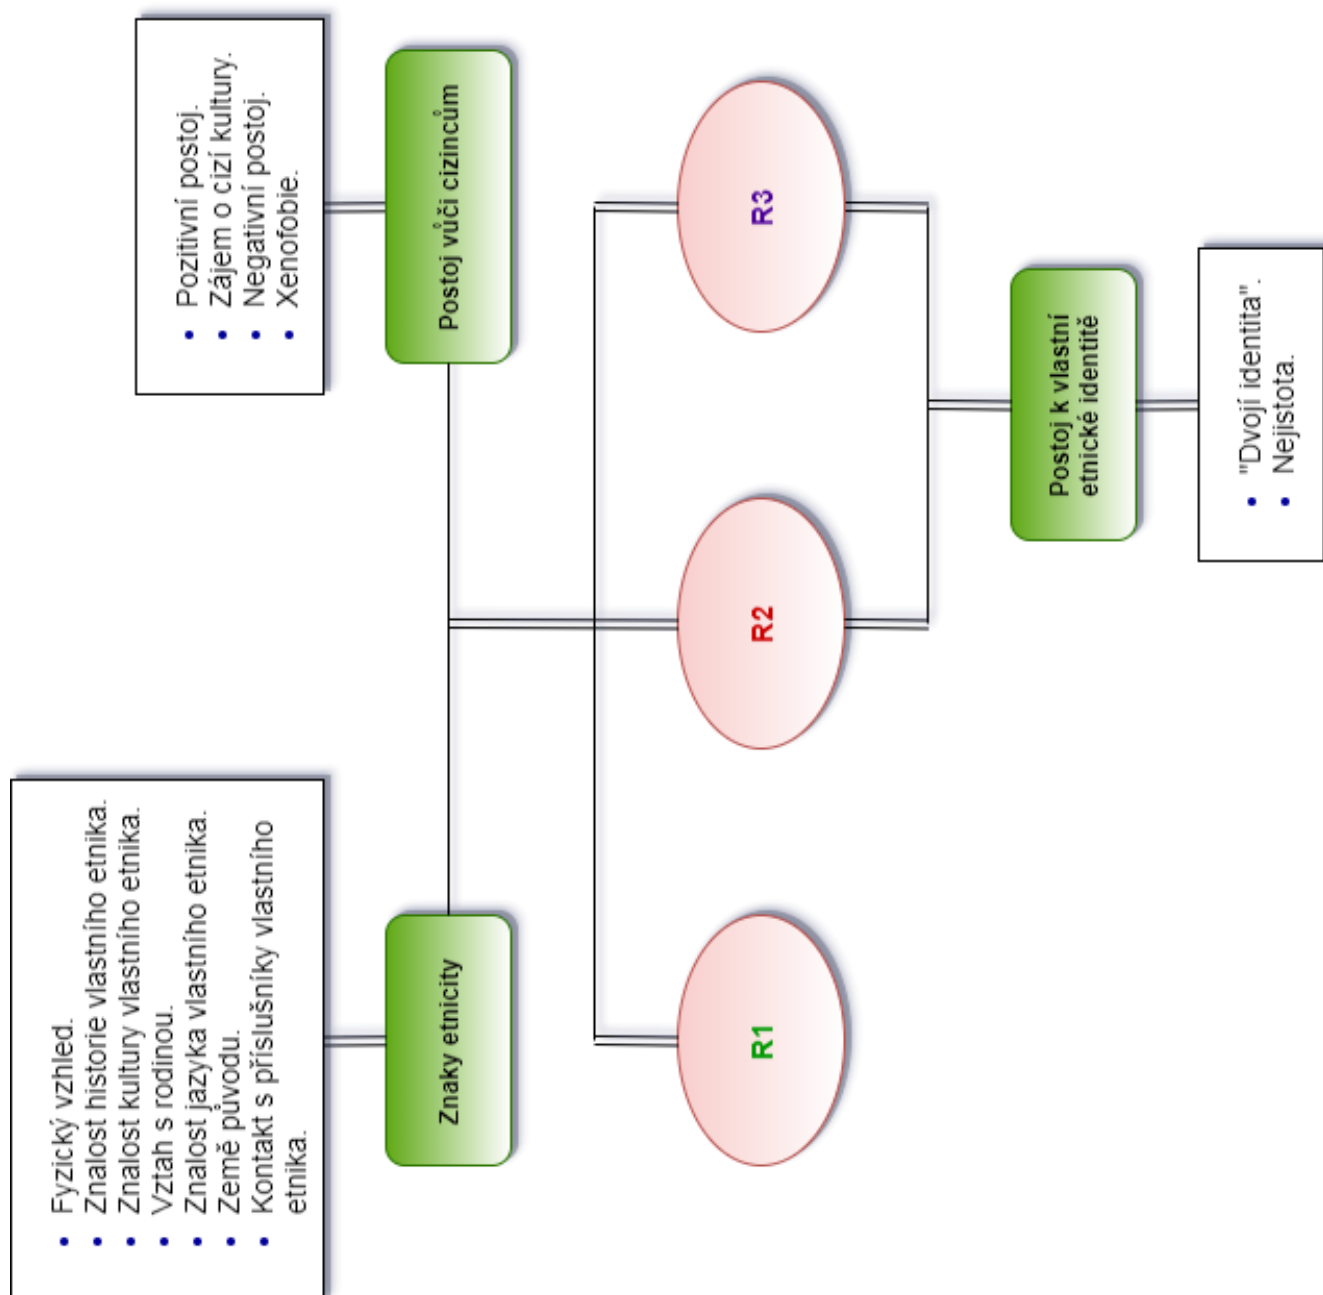 Fyzický vzhled.
Znalost historie vlastního etnika.
Znalost kultury vlastního etnika.
Vztah s rodinou.
Znalost jazyka vlastního etnika.
Země původu.
Kontakt s příslušníky vlastního
etnika.
Pozitivní postoj.
Zájem o cizí kultury.
Negativní postoj.
Xenofobie.
Znaky etnicity
Postoj vůči cizincům
R1
R2
R3
Postoj k vlastní
etnické identitě
"Dvojí identita".
Nejistota.